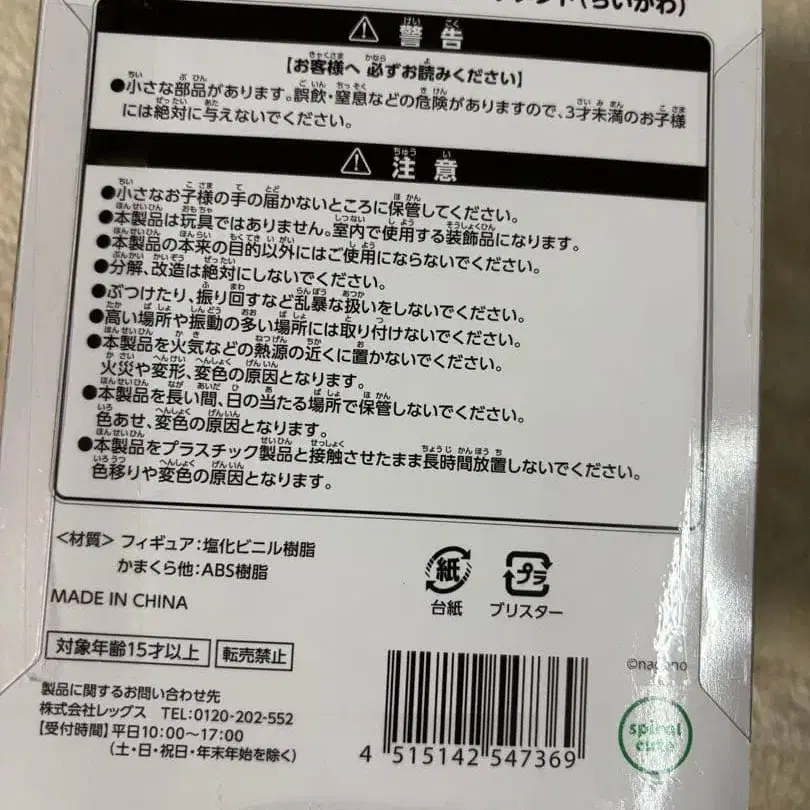 (ちいかわ)
警告
【お客様へ 必ずお読みください】
●小さな部品があります。誤飲・窒息などの危険がありますので、3才未満のお子様
には絶対に与えないでください。
注意
●小さなお子様の手の届かないところに保管してください。
●本製品は玩具ではありません。室内で使用する装飾品になります。
●本製品の本来の目的以外にはご使用にならないでください。
●分解、改造は絶対にしないでください。
●ぶつけたり、振り回すなど乱暴な扱いをしないでください。
●高い場所や振動の多い場所には取り付けないでください。
●本製品を火気などの熱源の近くに置かないでください。
火災や変形、変色の原因となります。
●本製品を長い間、日の当たる場所で保管しないでください。
色あせ、変色の原因となります。
●本製品をプラスチック製品と接触させたまま長時間放置しないでください。
色移りや変色の原因となります。
<材質> フィギュア:塩化ビニル樹脂
かまくら他:ABS樹脂
紙
台紙
プラ
ブリスター
MADE IN CHINA
対象年齢15才以上
転売禁止
©nagano
製品に関するお問い合わせ先
株式会社レッグス TEL:0120-202-552
【受付時間】平日10:00〜17:00
(土・日・祝日・年末年始を除く)
4 515142 547369
spiral
cute